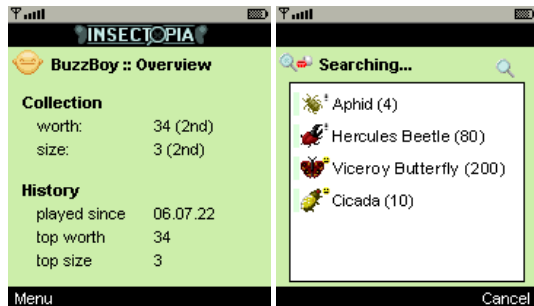 INSECTOPIA
BuzzBoy :: Overview
Collection
worth: 34 (2nd)
size: 3 (2nd)
History
played since 06.07.22
top worth 34
top size 3
Menu
Searching...
Aphid (4)
Hercules Beetle (80)
Viceroy Butterfly (200)
Cicada (10)
Cancel